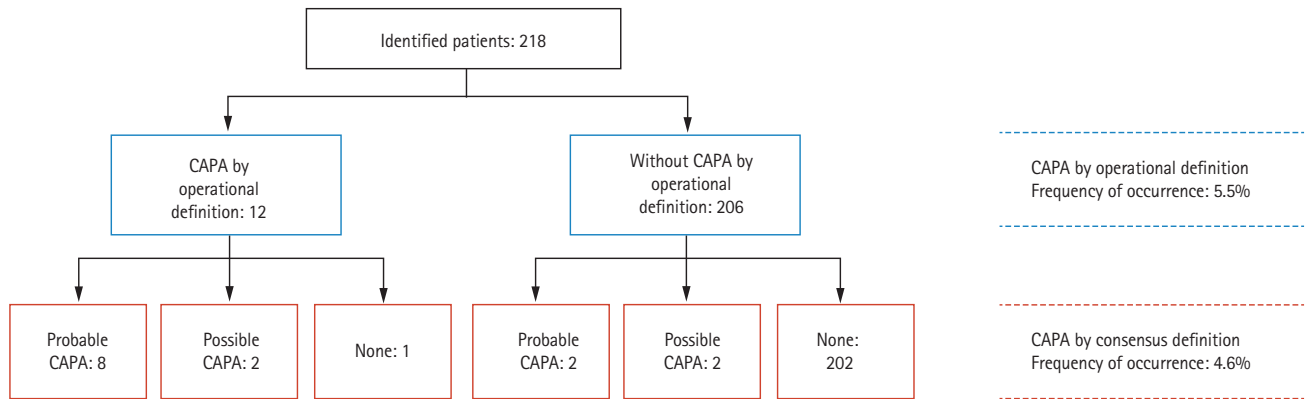 Identified patients: 218
CAPA by
operational
definition: 12
Without CAPA by
operational
definition: 206
CAPA by operational definition
Frequency of occurrence: 5.5%
Probable
CAPA: 8
Possible
CAPA: 2
None: 1
Probable
CAPA: 2
Possible
CAPA: 2
None:
202
CAPA by consensus definition
Frequency of occurrence: 4.6%